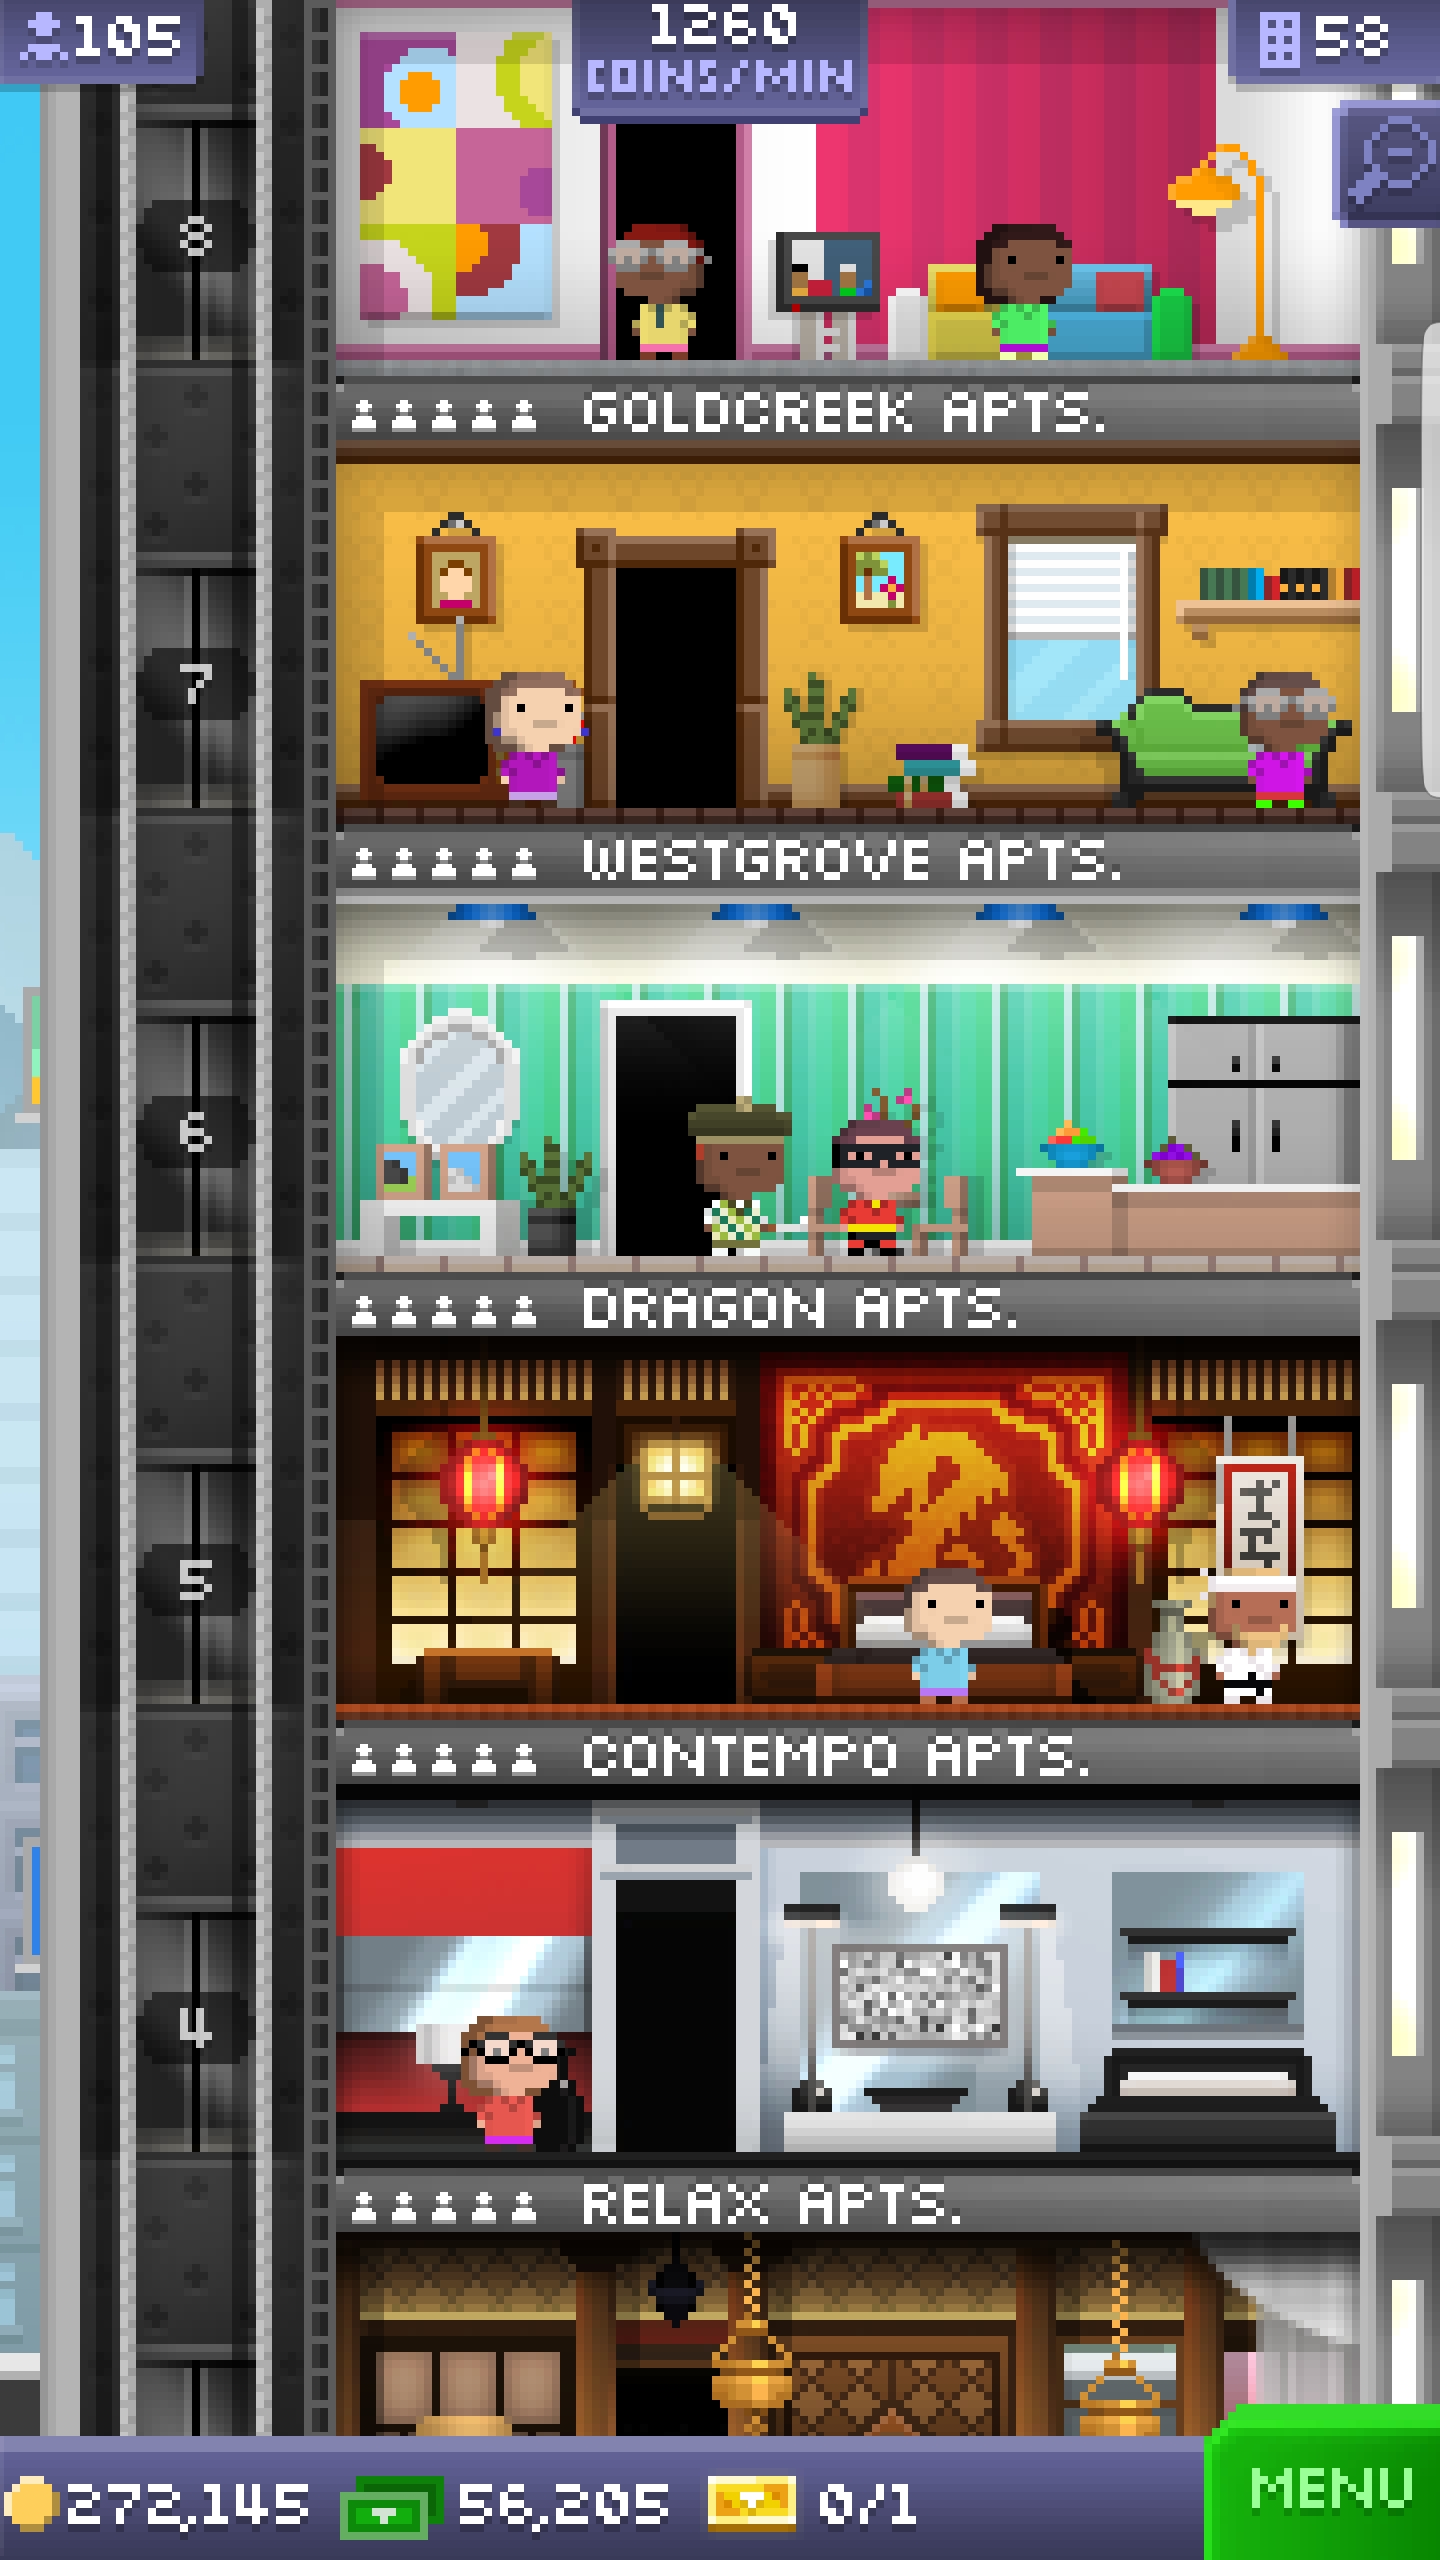 105
1260
COINS/MIN
58
8
GOLDCREEK APTS.
7
WESTGROVE APTS.
6
DRAGON APTS.
5
CONTEMPO APTS.
4
RELAX APTS.
272,145
56,205
0/1
MENU